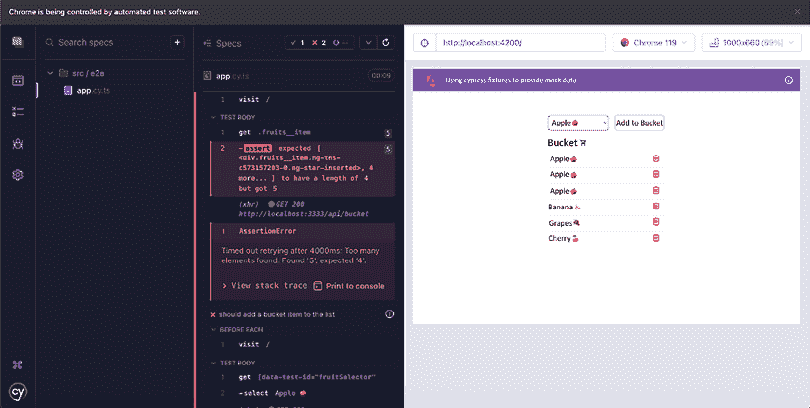 Chrome is being controlled by automated test software.
Search specs
+
src / e2e
app.cy.ts
cy
Specs
1
2
--
app.cy.ts
00:09
1 visit /
TEST BODY
1 get .fruits__item 5
2 -assert expected [ 5
<div.fruits__item.ng-tns-
c573157203-0.ng-star-inserted>, 4
more... ] to have a length of 4
but got 5
(xhr) GET 200
http://localhost:3333/api/bucket
AssertionError
Timed out retrying after 4000ms: Too many
elements found. Found '5', expected '4'.
> View stack trace
Print to console
should add a bucket item to the list
BEFORE EACH
1 visit /
TEST BODY
1 get [data-test-id="fruitSelector"
-select Apple
http://localhost:4200/
Chrome 119
1000x660
Using cypress fixtures to provide mock data
Apple
Add to Bucket
Bucket
Apple
Apple
Apple
Banana
Grapes
Cherry